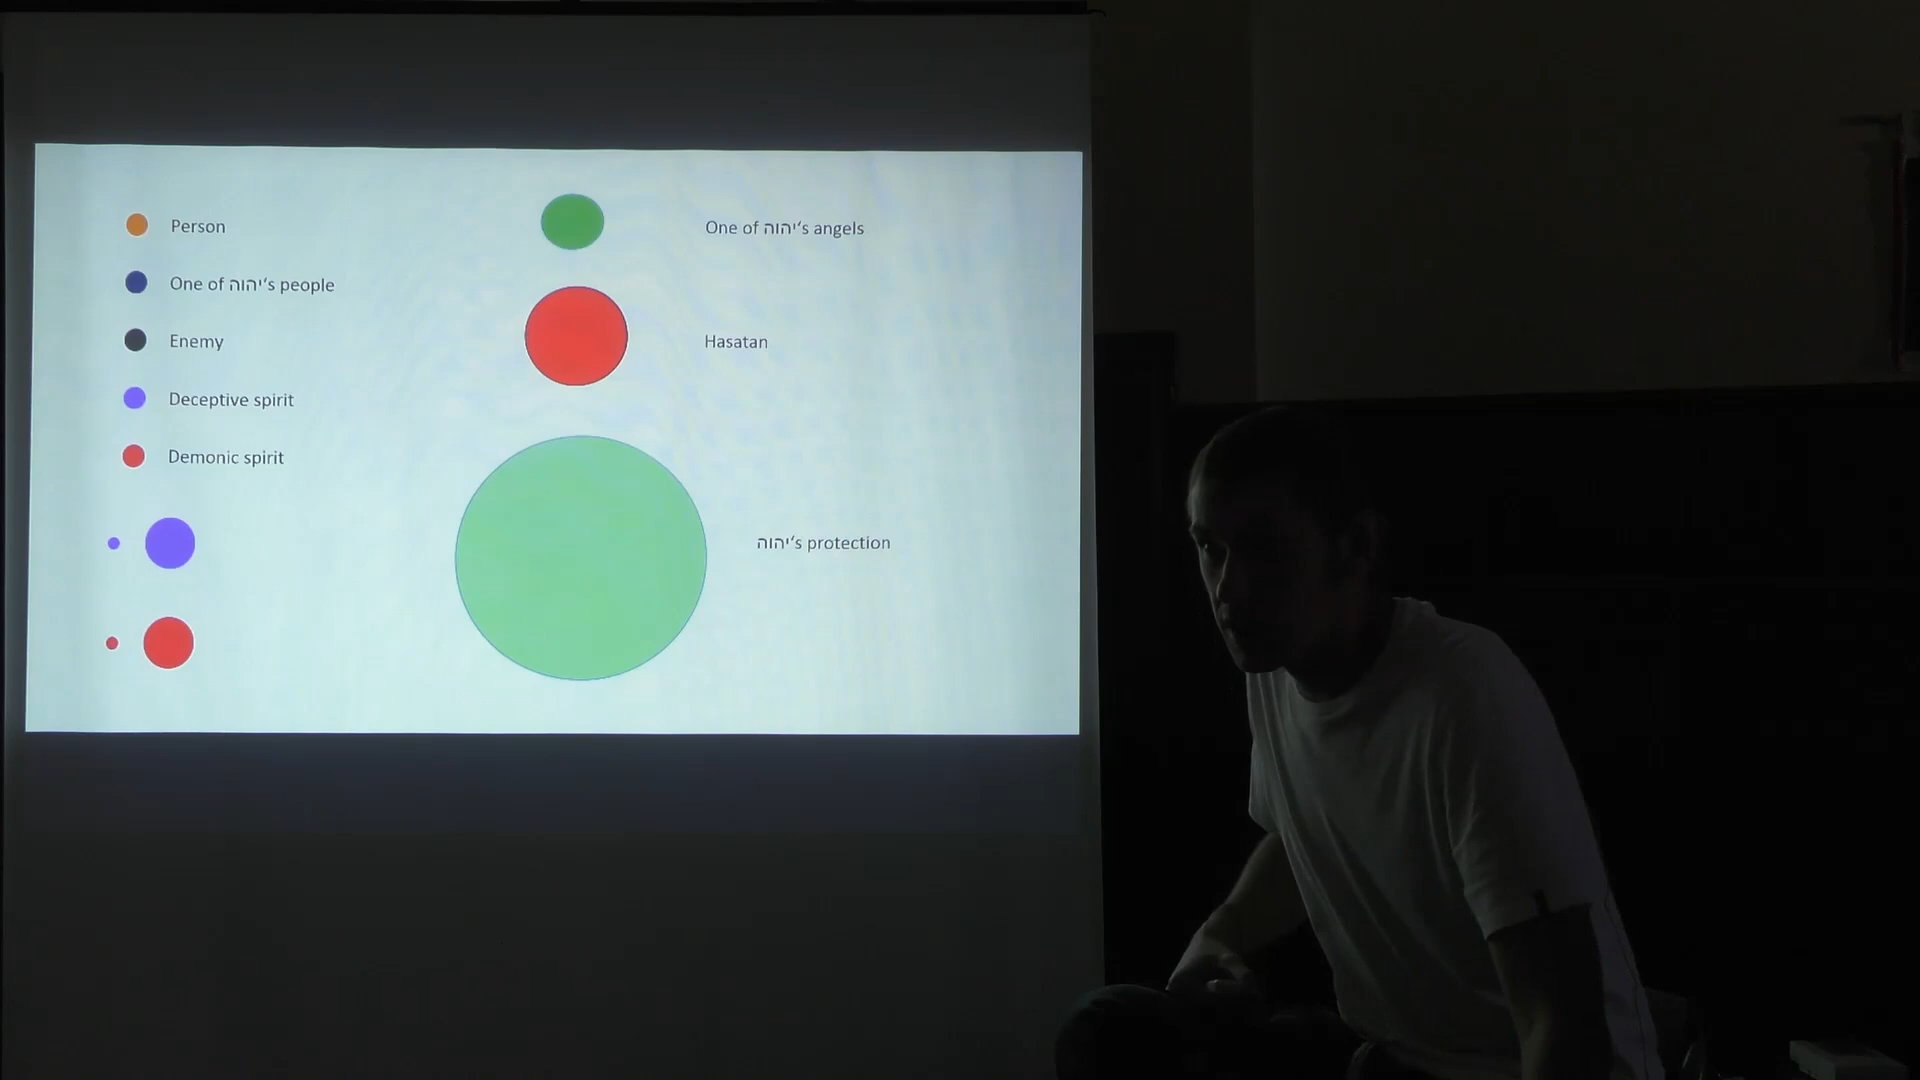 Person
One of יהוה‘s people
Enemy
Deceptive spirit
Demonic spirit
One of יהוה‘s angels
Hasatan
יהוה‘s protection